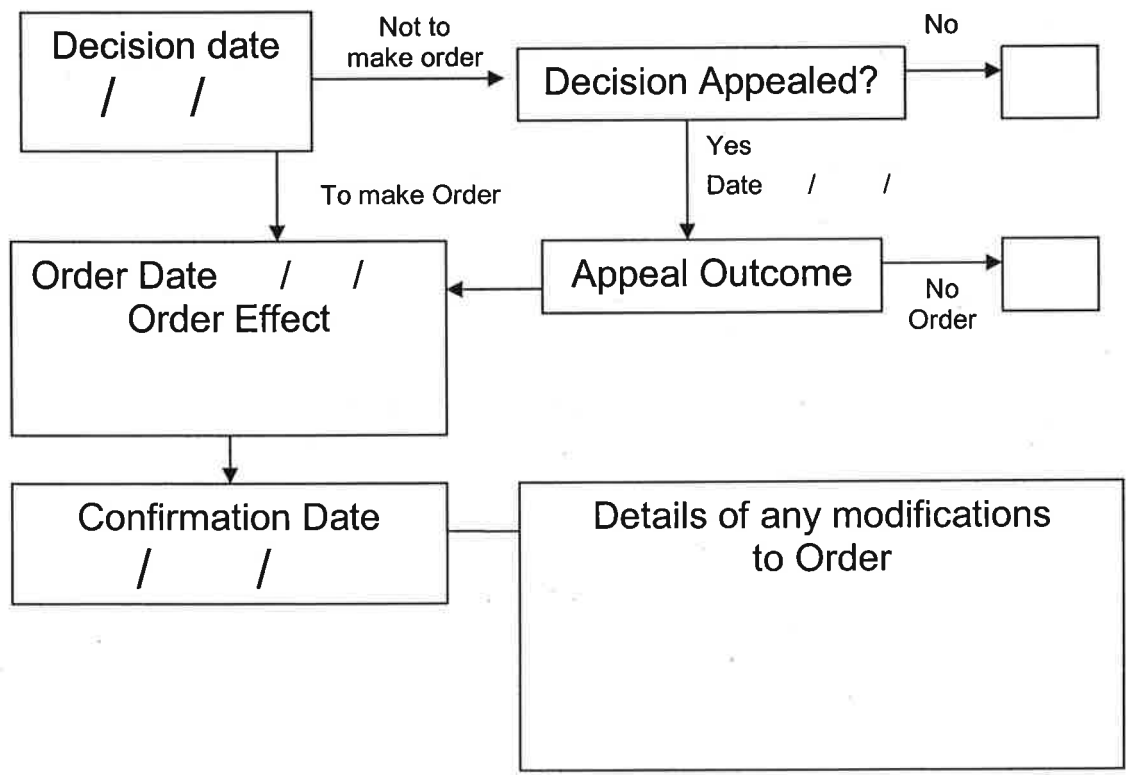 Decision date
/ /
Not to
make order
Decision Appealed?
No
Yes
Date / /
To make Order
Order Date / /
Order Effect
Appeal Outcome
No
Order
Confirmation Date
/ /
Details of any modifications
to Order